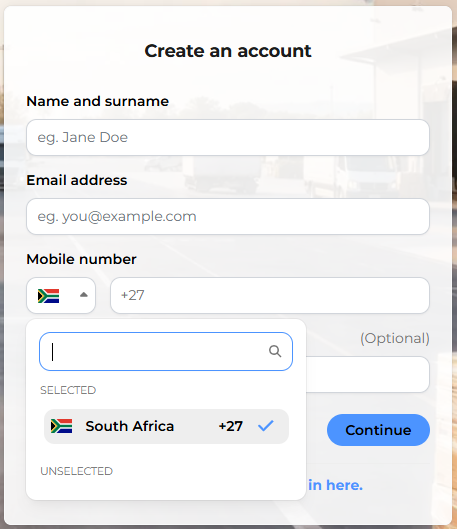 Create an account
Name and surname
eg. Jane Doe
Email address
eg. you@example.com
Mobile number
+27
(Optional)
SELECTED
South Africa +27
Continue
UNSELECTED
in here.